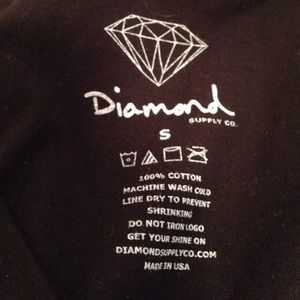 Diamond
SUPPLY CO.
S
100% COTTON
MACHINE WASH COLD
LINE DRY TO PREVENT
SHRINKING
DO NOT IRON LOGO
GET YOUR SHINE ON
DIAMONDSUPPLYCO.COM
MADE IN USA